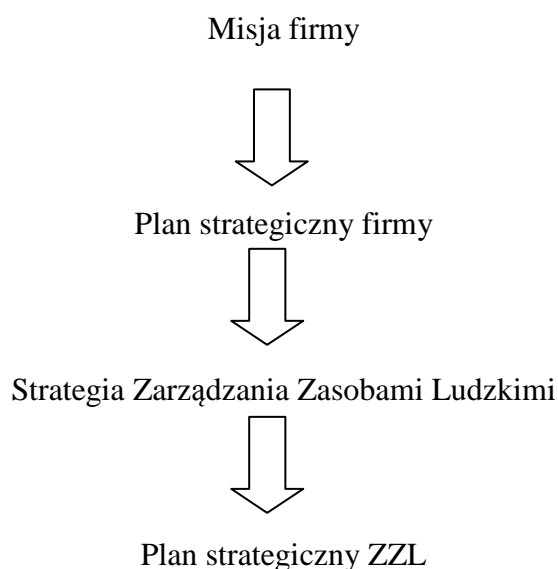 Misja firmy
Plan strategiczny firmy
Strategia Zarządzania Zasobami Ludzkimi
Plan strategiczny ZZL